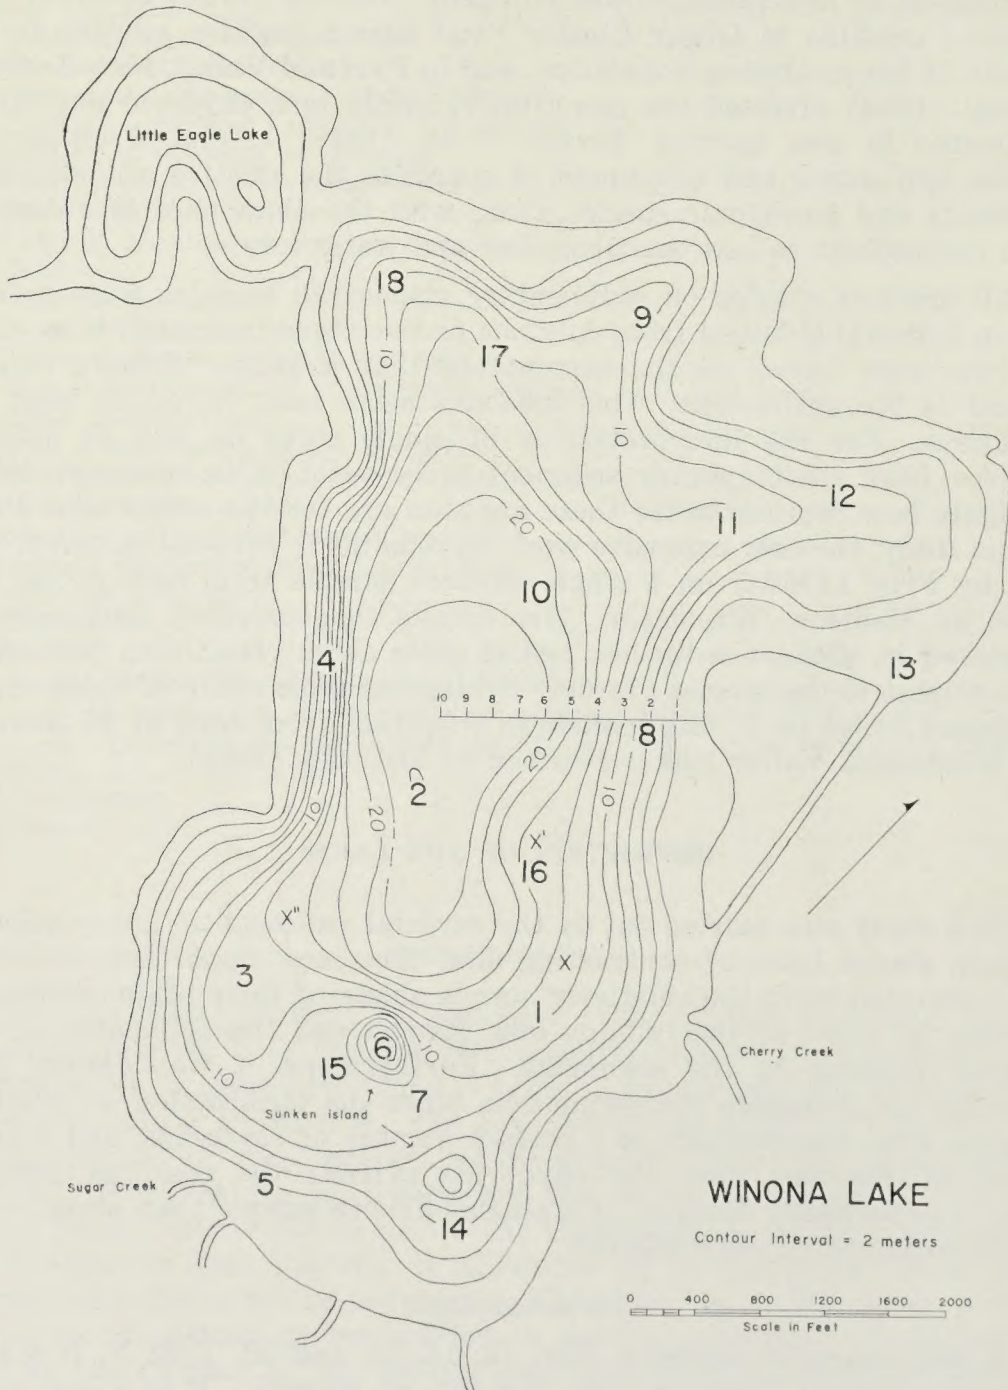 Little Eagle Lake
18
9
17
10
10
12
11
20
10
4
13
10 9 8 7 6 5 4 3 2 1
8
20
2
10
20
10
X'
16
X"
X
3
1
6
10
15
10
7
Cherry Creek
Sunken island
Sugar Creek
5
14
WINONA LAKE
Contour Interval = 2 meters
0 400 800 1200 1600 2000
Scale in Feet